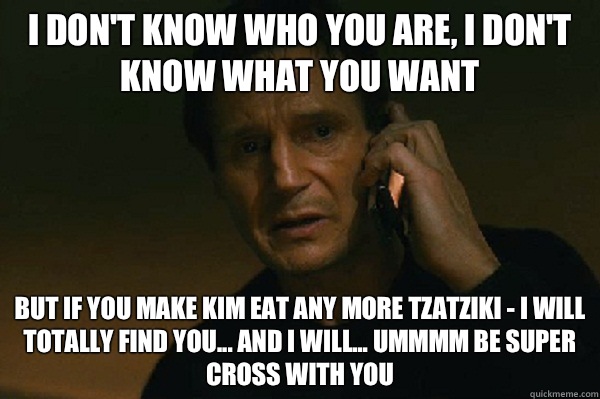 I DON'T KNOW WHO YOU ARE, I DON'T
KNOW WHAT YOU WANT
BUT IF YOU MAKE KIM EAT ANY MORE TZATZIKI - I WILL
TOTALLY FIND YOU... AND I WILL... UMMMM BE SUPER
CROSS WITH YOU
quickmeme.com